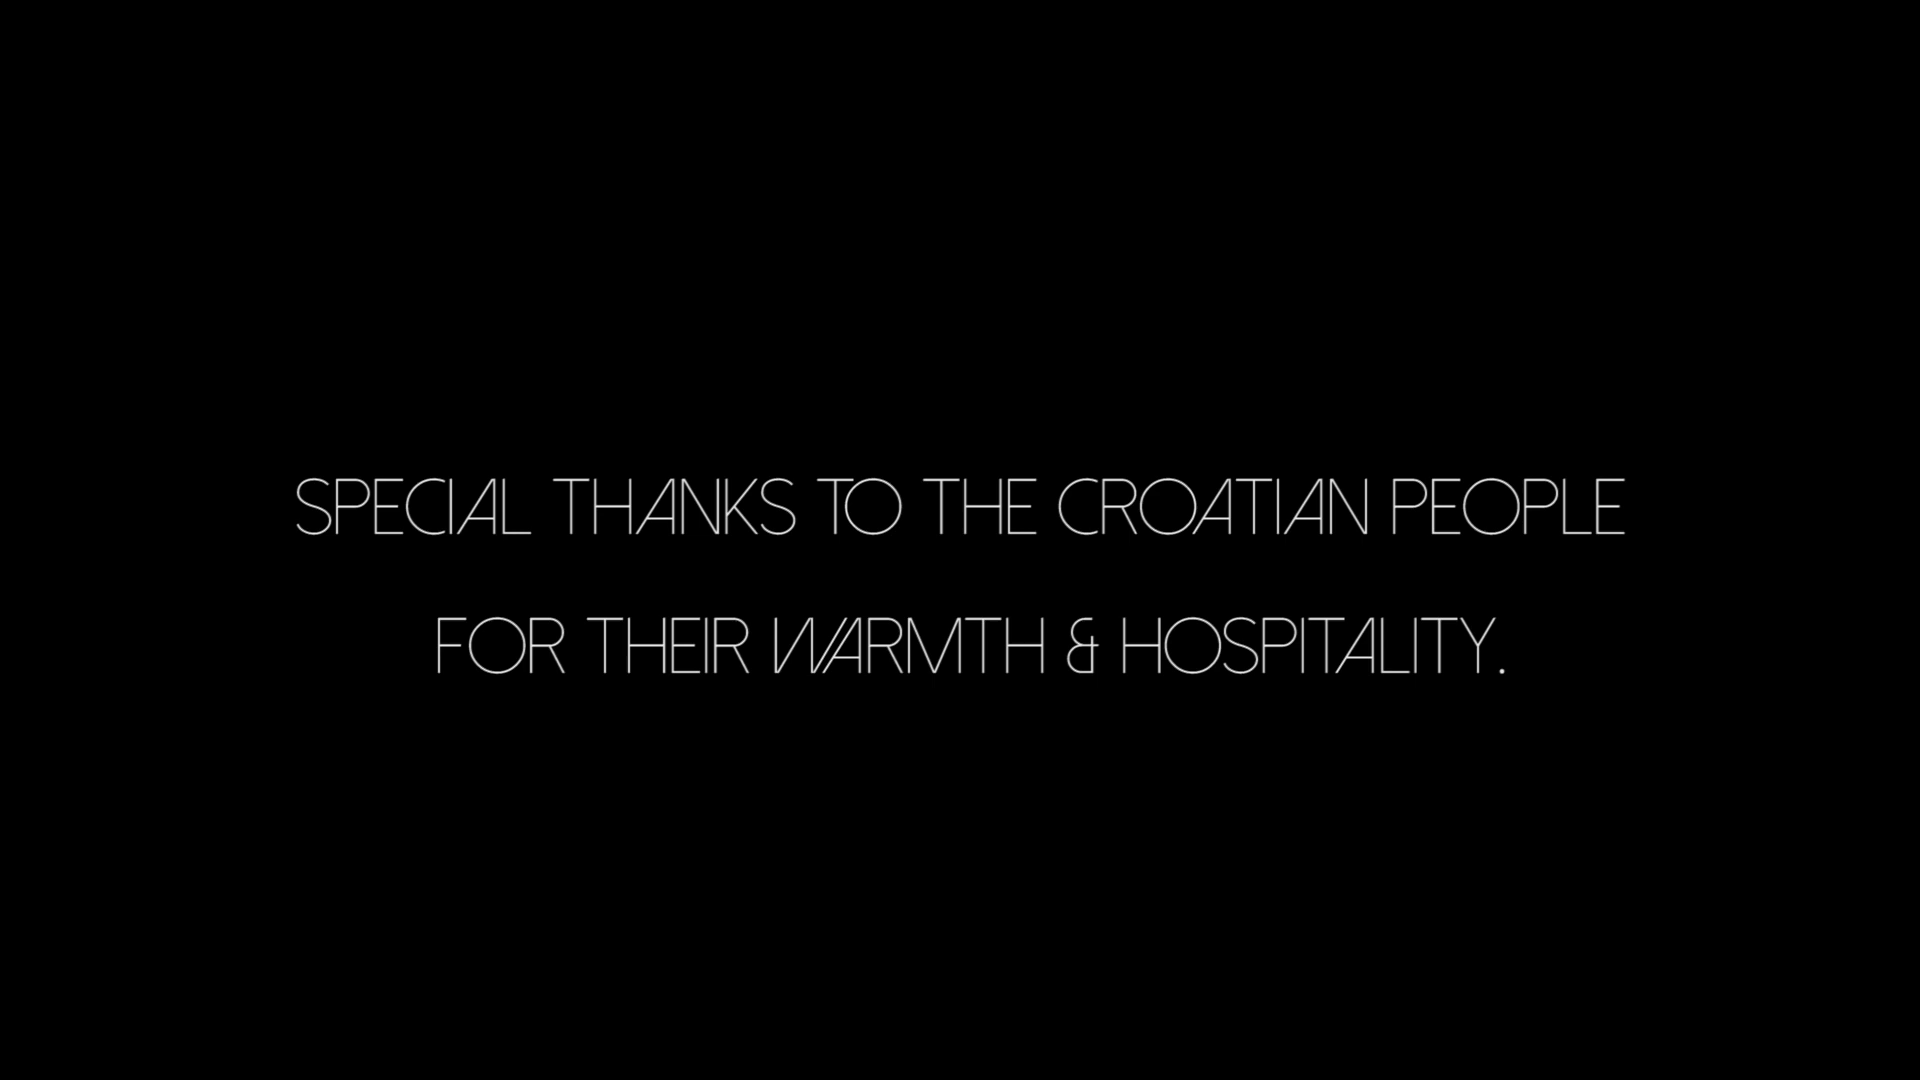 SPECIAL THANKS TO THE CROATIAN PEOPLE
FOR THEIR WARMTH & HOSPITALITY.